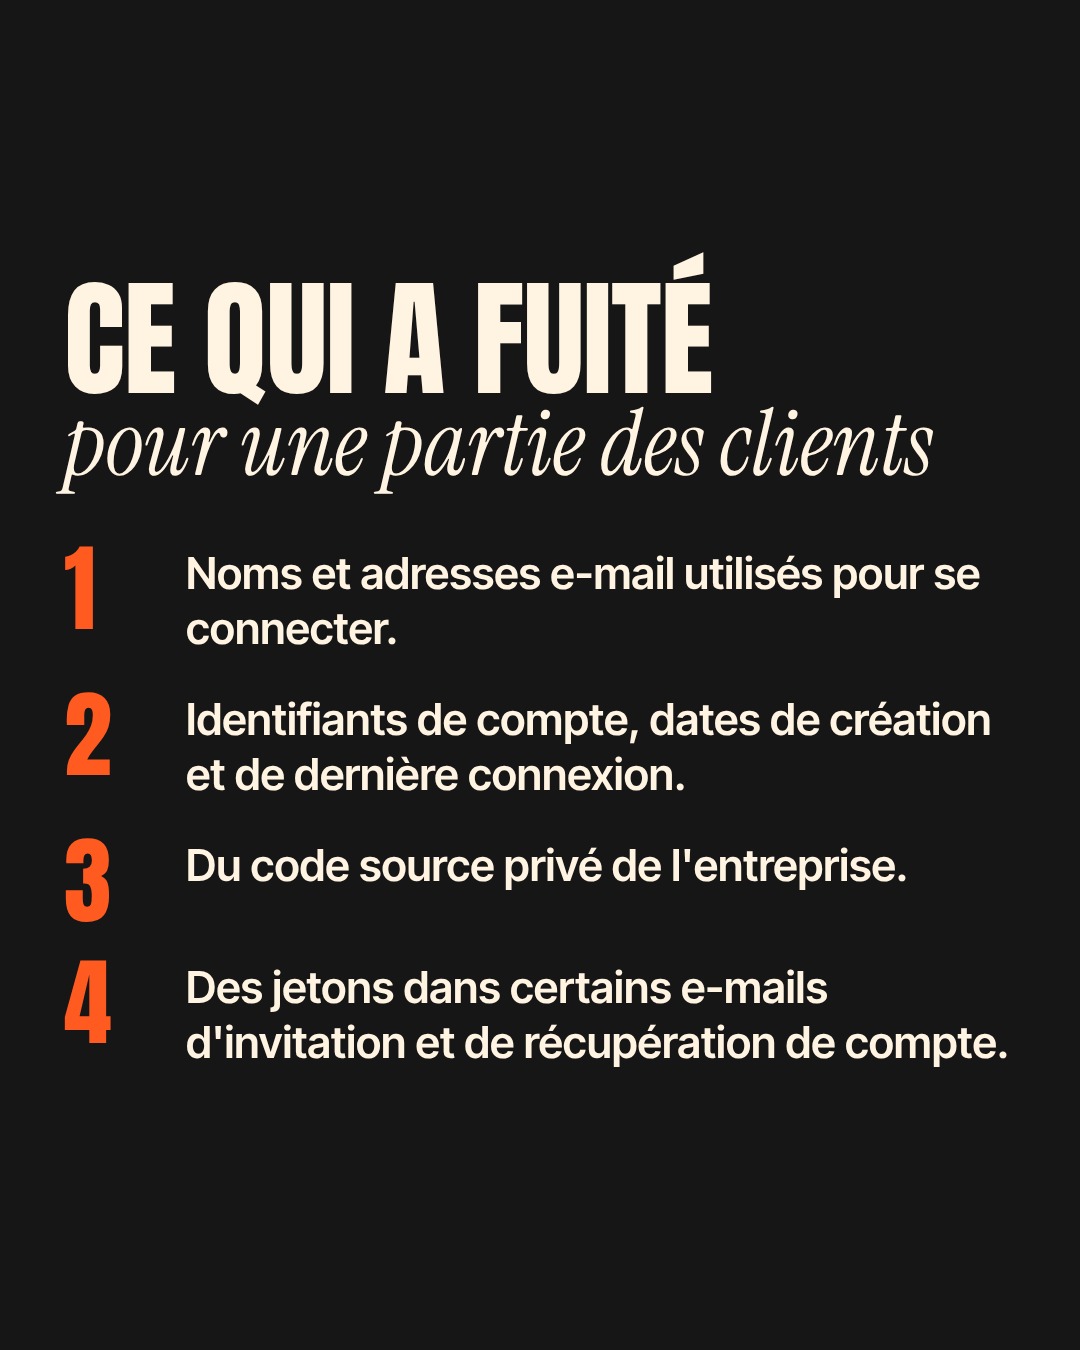 CE QUI A FUITÉ
pour une partie des clients
1 Noms et adresses e-mail utilisés pour se
connecter.
2 Identifiants de compte, dates de création
et de dernière connexion.
3 Du code source privé de l'entreprise.
4 Des jetons dans certains e-mails
d'invitation et de récupération de compte.